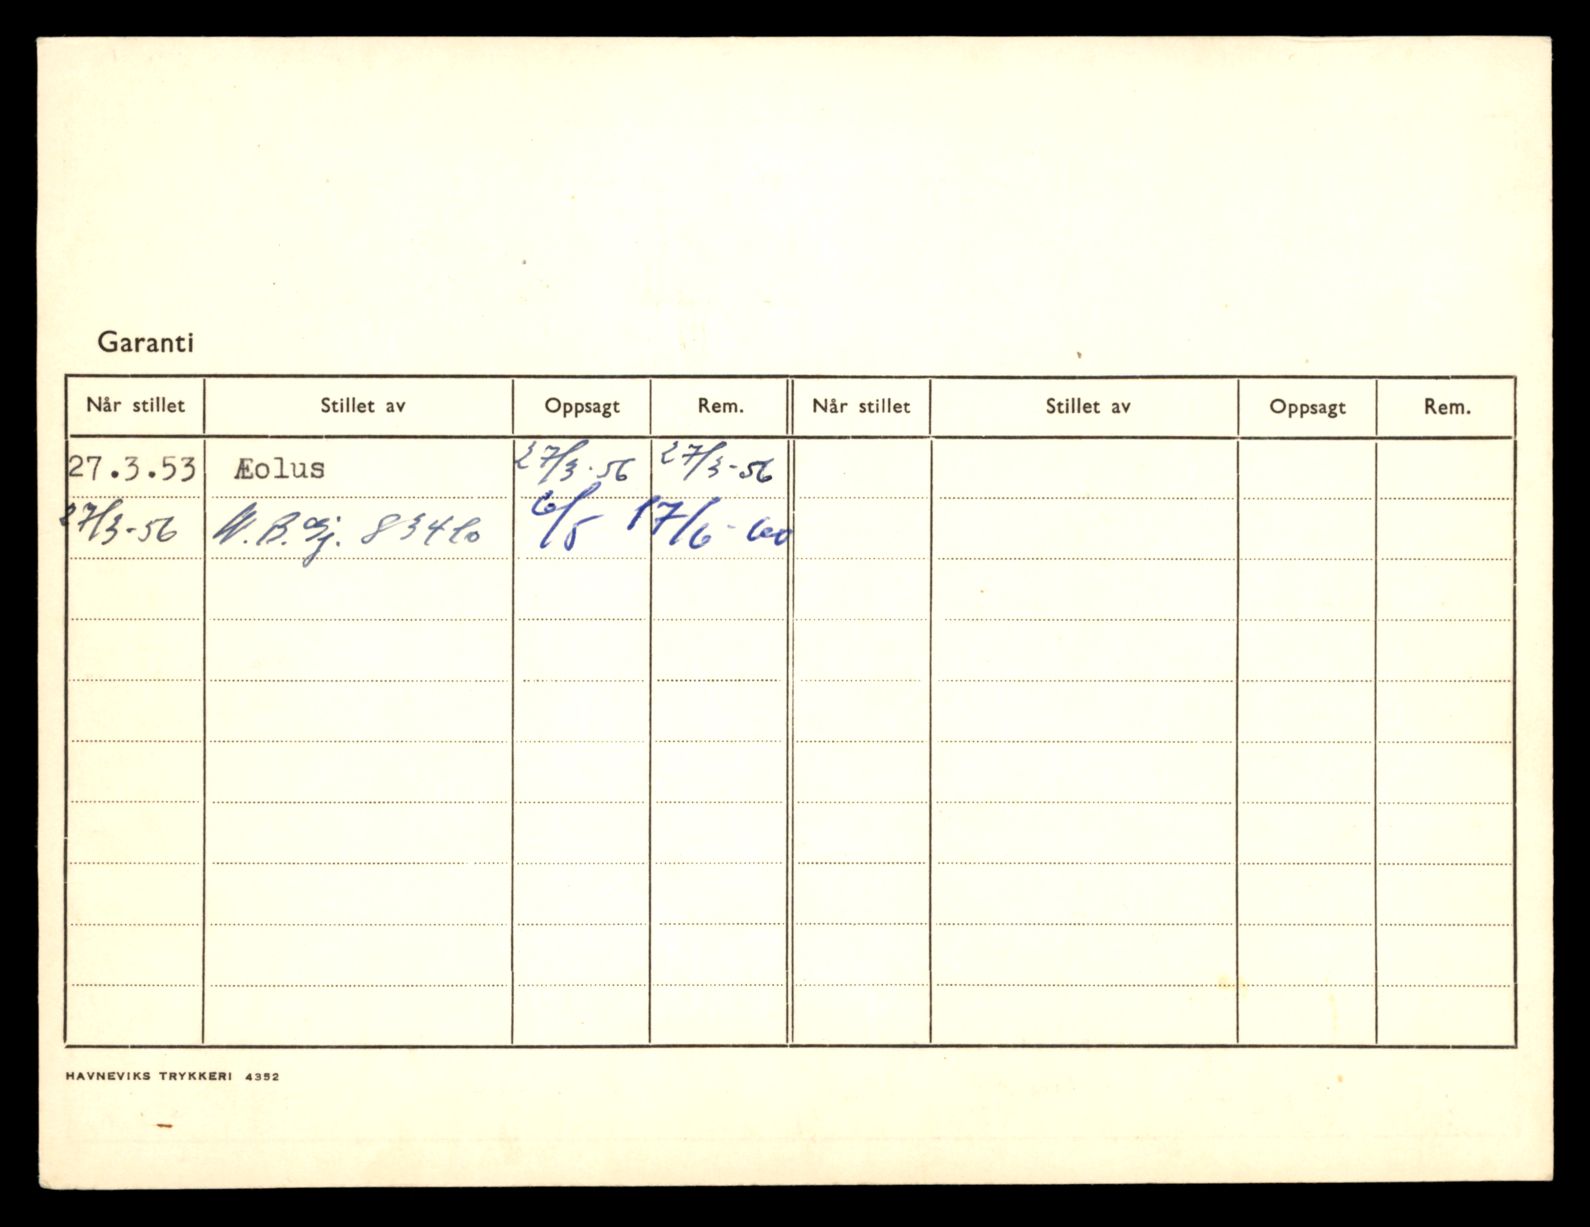 Garanti
Når stillet Stillet av Oppsagt Rem. Når stillet Stillet av Oppsagt Rem.
27.3.53 Æolus 27/3-56 27/3-56
27/3-56 N.B.Gj. 6/5 17/6-60
HAVNEVIKS TRYKKERI 4352